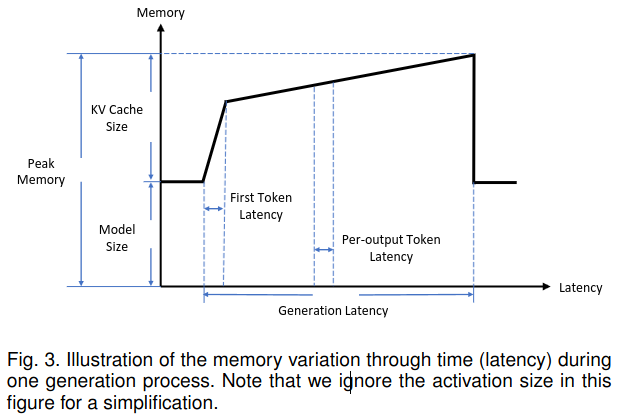 Memory
KV Cache
Size
Peak
Memory
First Token
Latency
Model
Size
Per-output Token
Latency
Latency
Generation Latency
Fig. 3. Illustration of the memory variation through time (latency) during
one generation process. Note that we ignore the activation size in this
figure for a simplification.